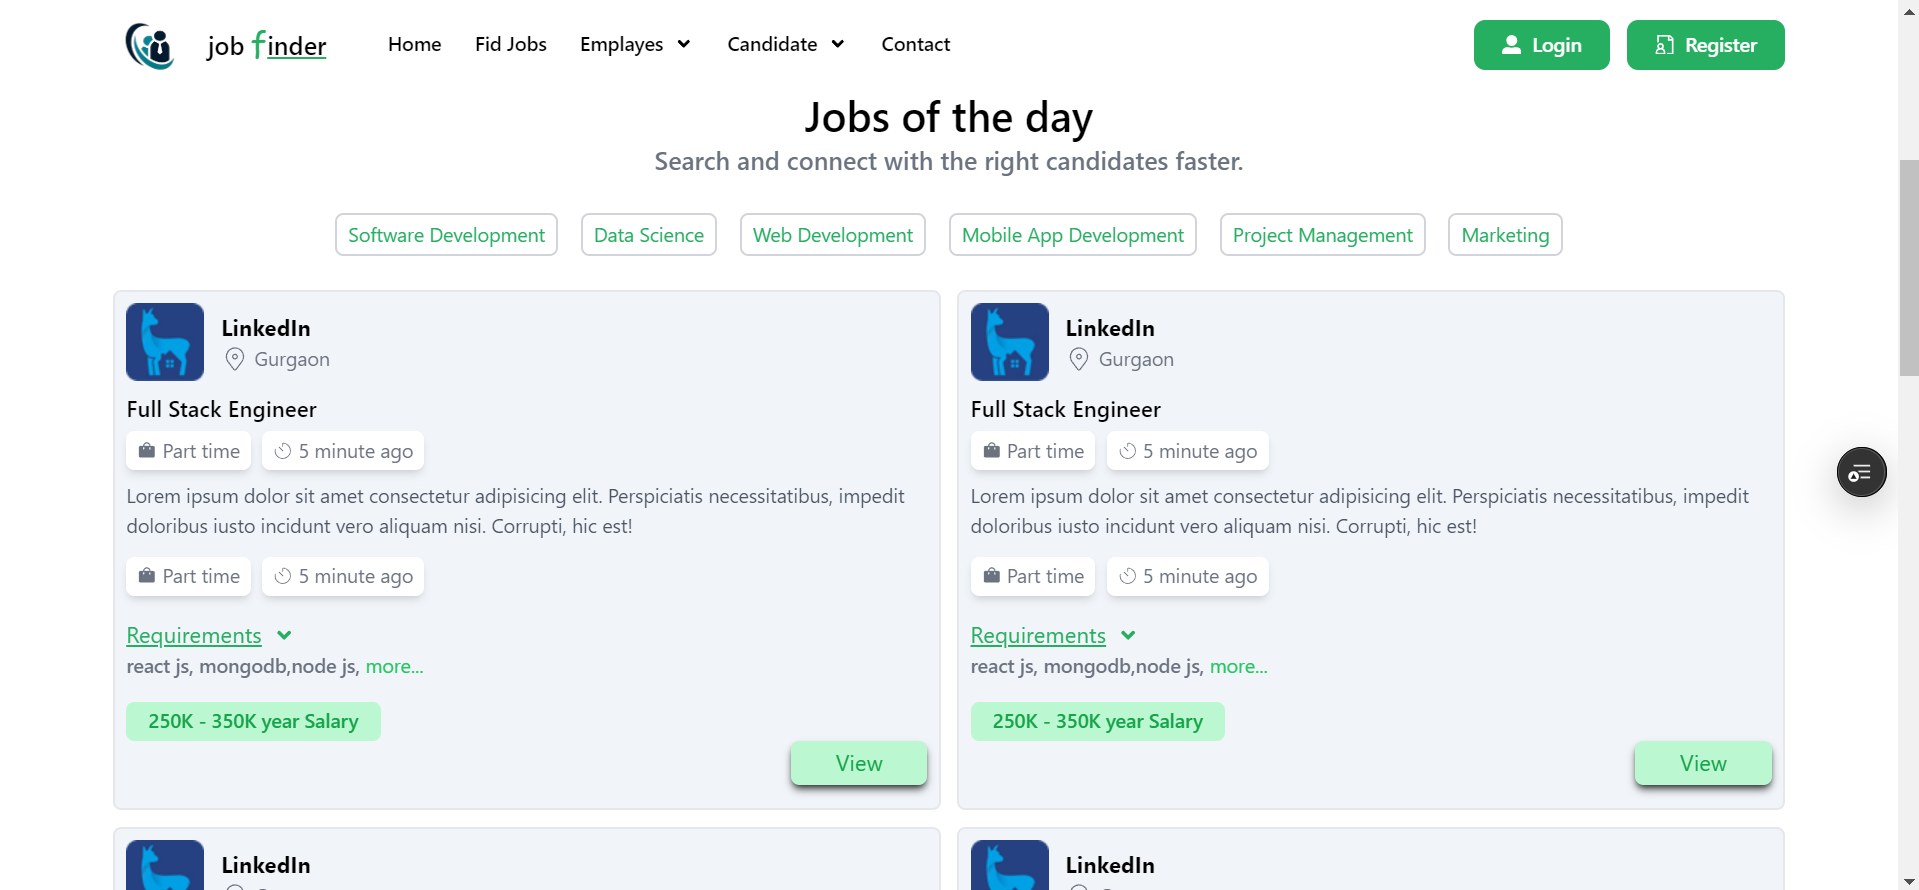 job finder Home Fid Jobs Employes Candidate Contact Login Register
Jobs of the day
Search and connect with the right candidates faster.
Software Development Data Science Web Development Mobile App Development Project Management Marketing
LinkedIn
Gurgaon
Full Stack Engineer
Part time 5 minute ago
Lorem ipsum dolor sit amet consectetur adipisicing elit. Perspiciatis necessitatibus, impedit
doloribus iusto incidunt vero aliquam nisi. Corrupti, hic est!
Part time 5 minute ago
Requirements
react js, mongodb,node js, more...
250K - 350K year Salary
View
LinkedIn
Gurgaon
Full Stack Engineer
Part time 5 minute ago
Lorem ipsum dolor sit amet consectetur adipisicing elit. Perspiciatis necessitatibus, impedit
doloribus iusto incidunt vero aliquam nisi. Corrupti, hic est!
Part time 5 minute ago
Requirements
react js, mongodb,node js, more...
250K - 350K year Salary
View
LinkedIn
LinkedIn